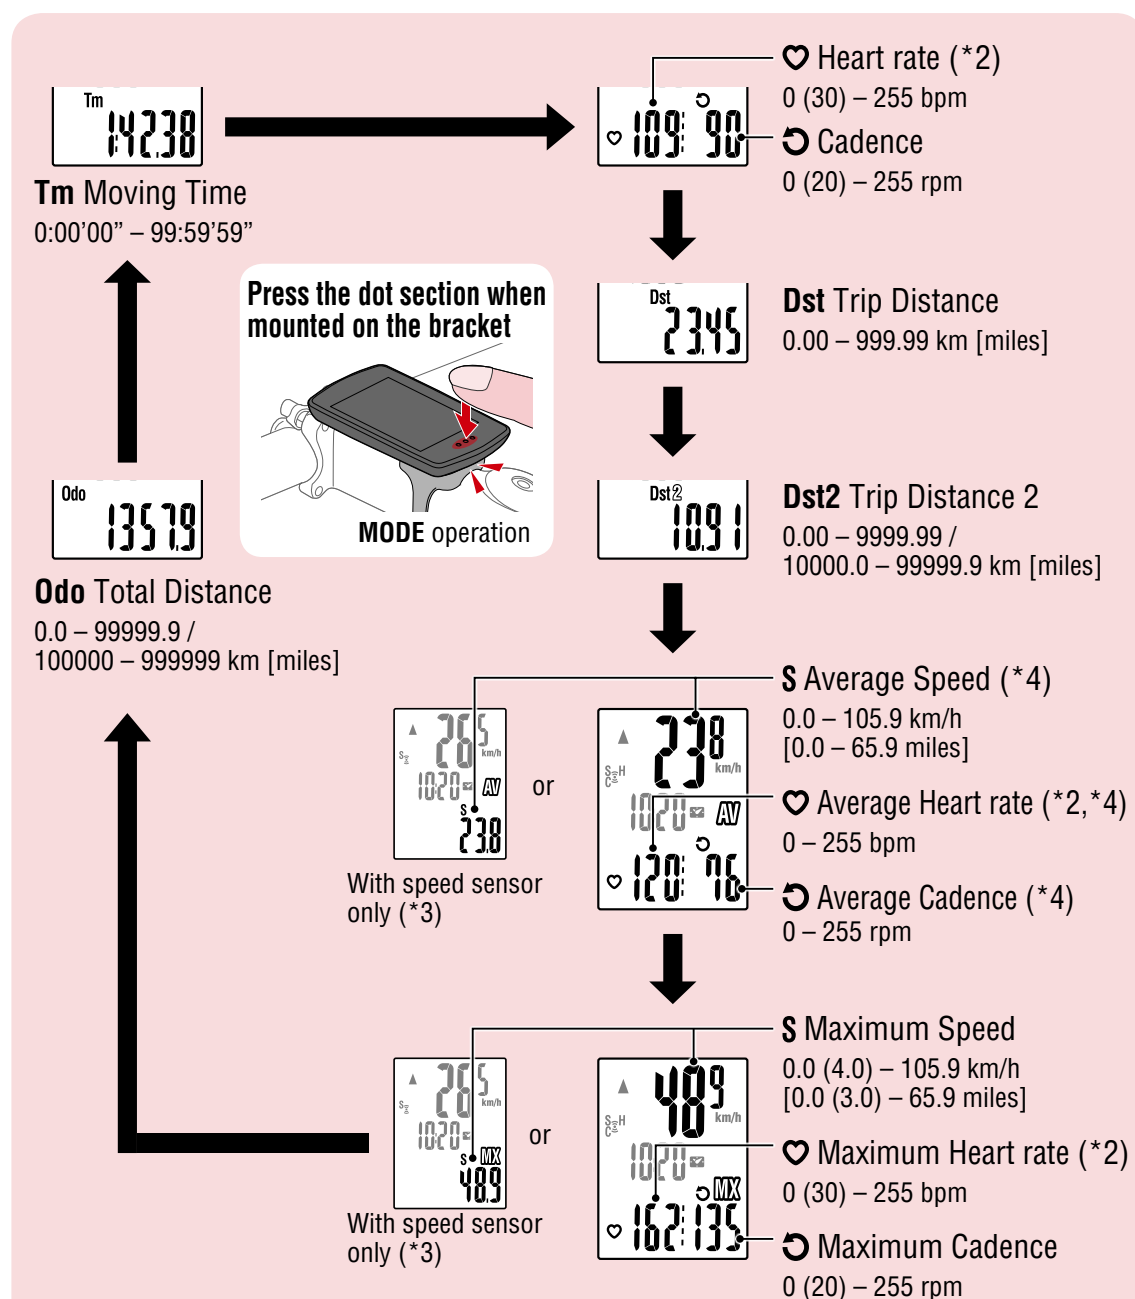 Tm
1:42.38
Tm Moving Time
0:00'00" – 99:59'59"
109 90
Heart rate (*2)
0 (30) – 255 bpm
Cadence
0 (20) – 255 rpm
Press the dot section when
mounted on the bracket
MODE operation
Dst
23.45
Dst Trip Distance
0.00 – 999.99 km [miles]
Odo
1357.9
Odo Total Distance
0.0 – 99999.9 /
100000 – 999999 km [miles]
Dst2
10.91
Dst2 Trip Distance 2
0.00 – 9999.99 /
10000.0 – 99999.9 km [miles]
26.5
km/h
S
10:20 AV
S
23.8
With speed sensor
only (*3)
or
23.8
km/h
S H
C
10:20 AV
120 76
S Average Speed (*4)
0.0 – 105.9 km/h
[0.0 – 65.9 miles]
Average Heart rate (*2,*4)
0 – 255 bpm
Average Cadence (*4)
0 – 255 rpm
26.5
km/h
S
10:20
S MX
48.9
With speed sensor
only (*3)
or
48.9
km/h
S H
C
10:20
MX
162 135
S Maximum Speed
0.0 (4.0) – 105.9 km/h
[0.0 (3.0) – 65.9 miles]
Maximum Heart rate (*2)
0 (30) – 255 bpm
Maximum Cadence
0 (20) – 255 rpm